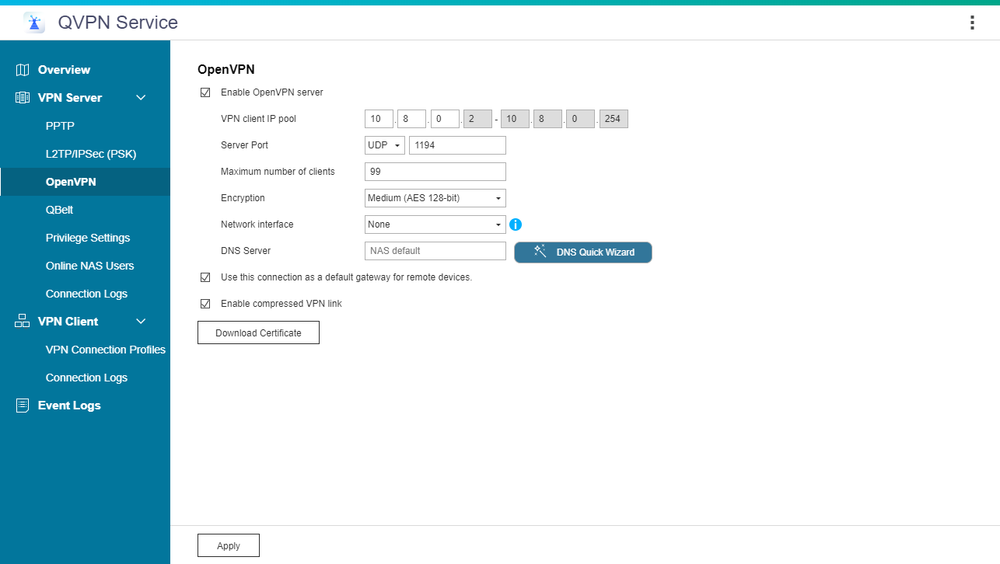 QVPN Service
Overview
VPN Server
PPTP
L2TP/IPSec (PSK)
OpenVPN
QBelt
Privilege Settings
Online NAS Users
Connection Logs
VPN Client
VPN Connection Profiles
Connection Logs
Event Logs
OpenVPN
Enable OpenVPN server
VPN client IP pool 10 . 8 . 0 . 2 - 10 . 8 . 0 . 254
Server Port UDP 1194
Maximum number of clients 99
Encryption Medium (AES 128-bit)
Network interface None
DNS Server NAS default DNS Quick Wizard
Use this connection as a default gateway for remote devices.
Enable compressed VPN link
Download Certificate
Apply